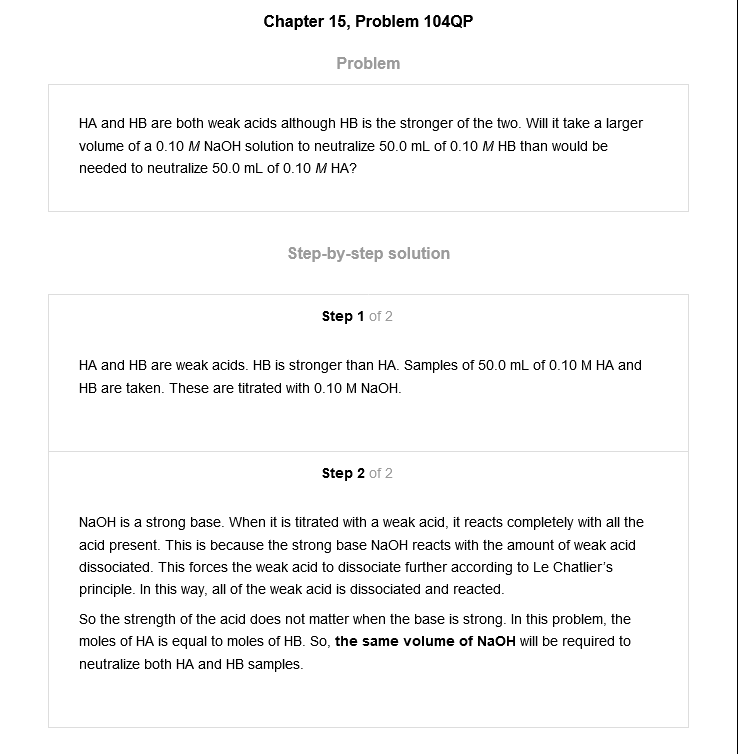 Chapter 15, Problem 104QP
Problem
HA and HB are both weak acids although HB is the stronger of the two. Will it take a larger
volume of a 0.10 M NaOH solution to neutralize 50.0 mL of 0.10 M HB than would be
needed to neutralize 50.0 mL of 0.10 M HA?
Step-by-step solution
Step 1 of 2
HA and HB are weak acids. HB is stronger than HA. Samples of 50.0 mL of 0.10 M HA and
HB are taken. These are titrated with 0.10 M NaOH.
Step 2 of 2
NaOH is a strong base. When it is titrated with a weak acid, it reacts completely with all the
acid present. This is because the strong base NaOH reacts with the amount of weak acid
dissociated. This forces the weak acid to dissociate further according to Le Chatlier's
principle. In this way, all of the weak acid is dissociated and reacted.
So the strength of the acid does not matter when the base is strong. In this problem, the
moles of HA is equal to moles of HB. So, the same volume of NaOH will be required to
neutralize both HA and HB samples.